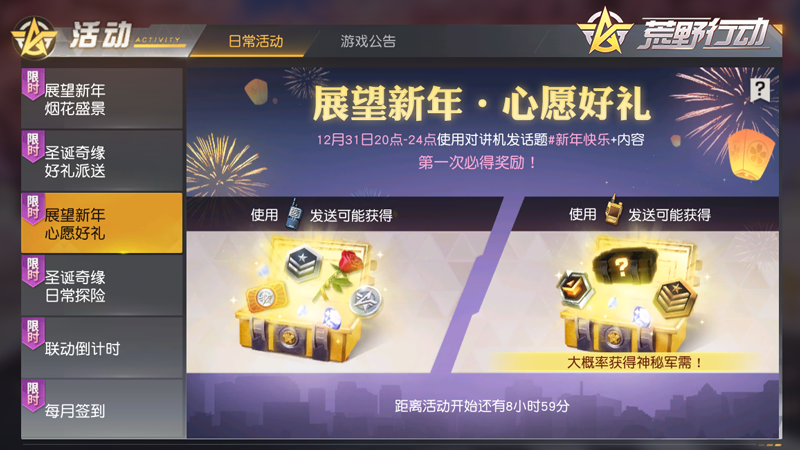 活动
ACTIVITY
日常活动
游戏公告
荒野行动
限时
展望新年
烟花盛景
限时
圣诞奇缘
好礼派送
限时
展望新年
心愿好礼
限时
圣诞奇缘
日常探险
限时
联动倒计时
限时
每月签到
?
展望新年·心愿好礼
12月31日20点-24点使用对讲机发话题#新年快乐+内容
第一次必得奖励！
使用 发送可能获得
使用 发送可能获得
?
大概率获得神秘军需！
距离活动开始还有8小时59分